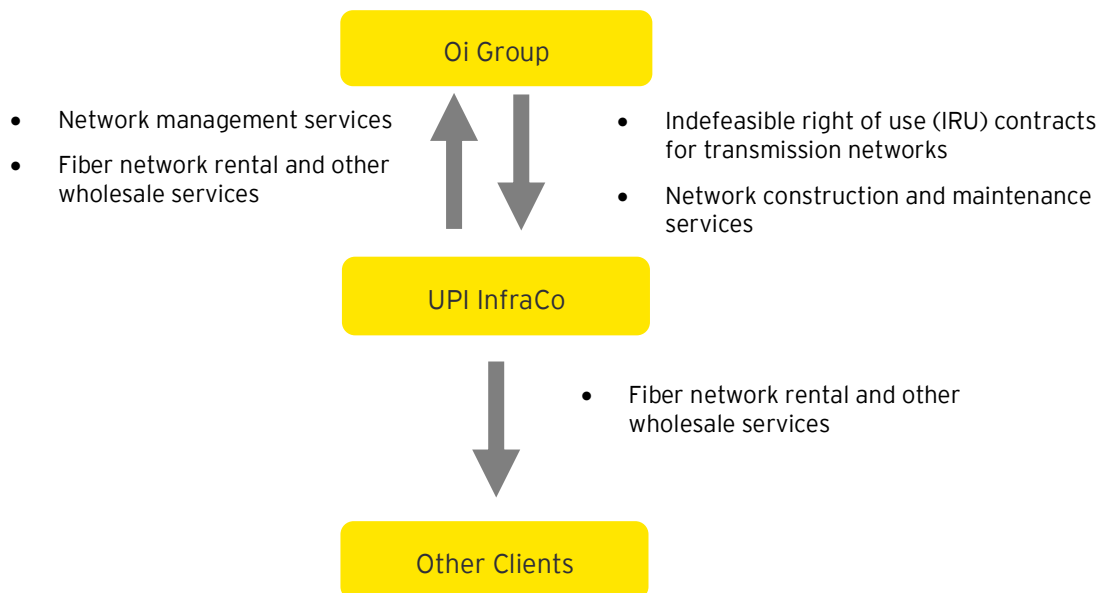 Oi Group
• Network management services
• Fiber network rental and other
wholesale services
• Indefeasible right of use (IRU) contracts
for transmission networks
• Network construction and maintenance
services
UPI InfraCo
• Fiber network rental and other
wholesale services
Other Clients